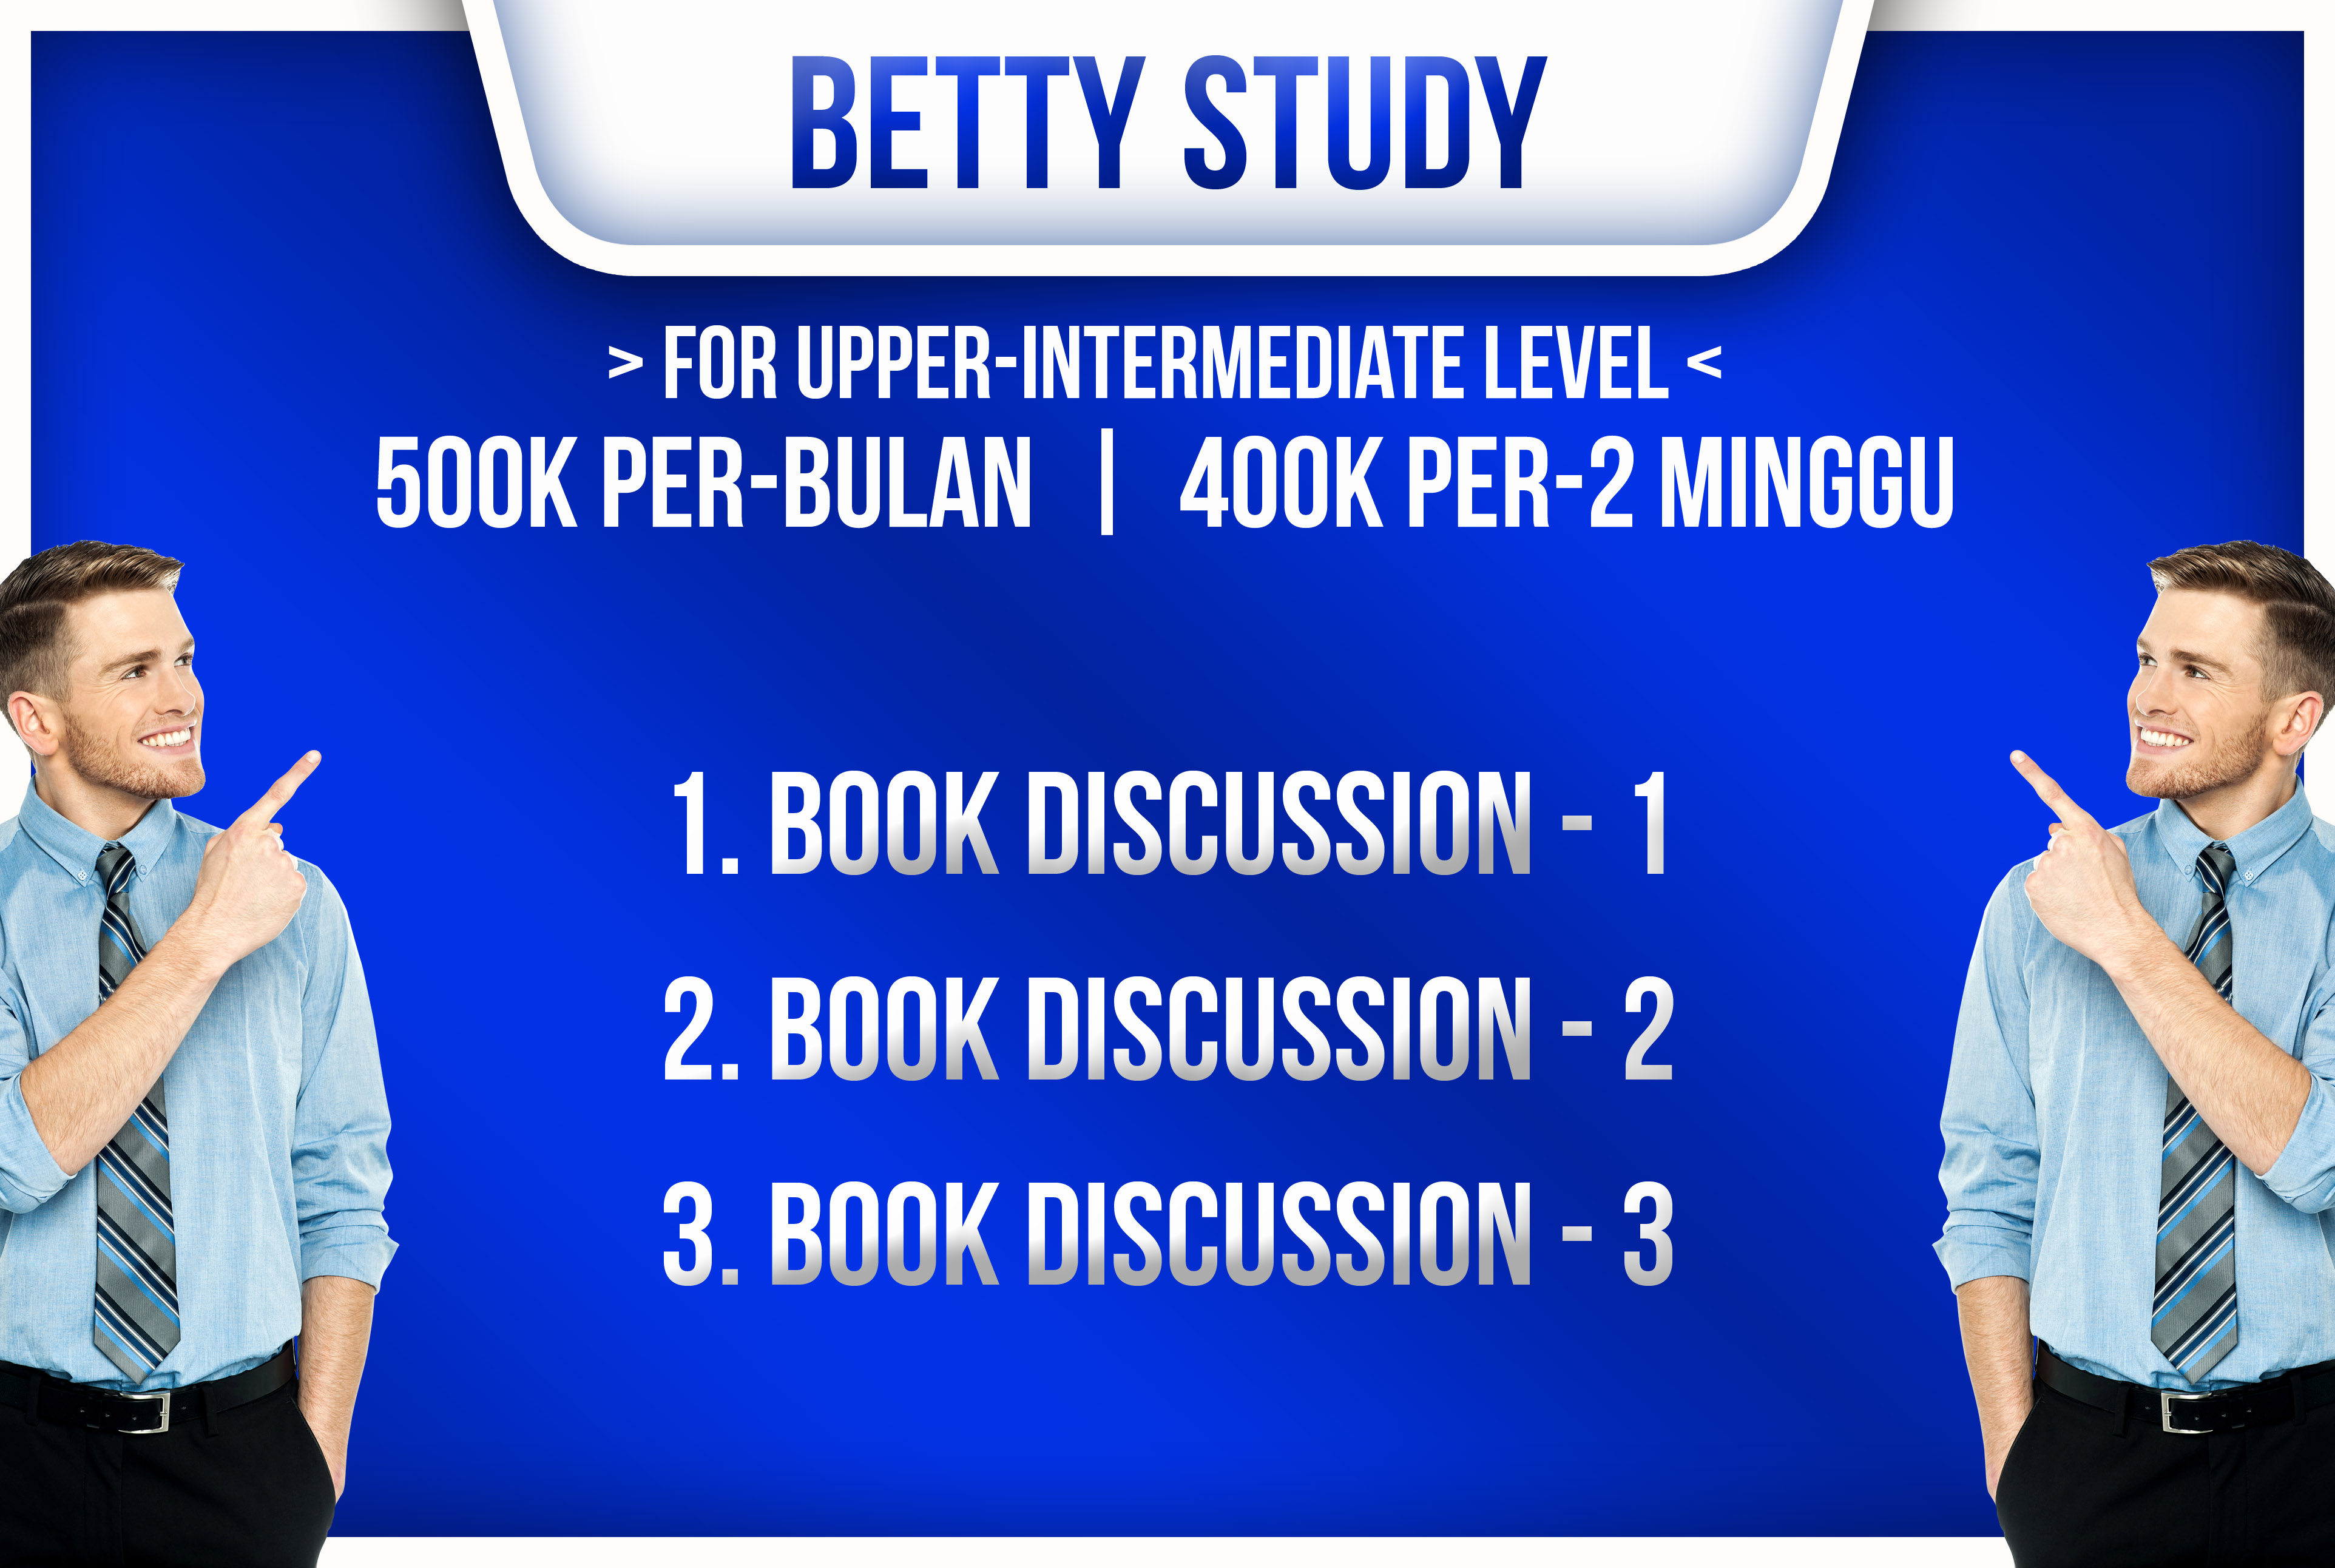 BETTY STUDY
> FOR UPPER-INTERMEDIATE LEVEL <
500K PER-BULAN | 400K PER-2 MINGGU
1. BOOK DISCUSSION - 1
2. BOOK DISCUSSION - 2
3. BOOK DISCUSSION - 3